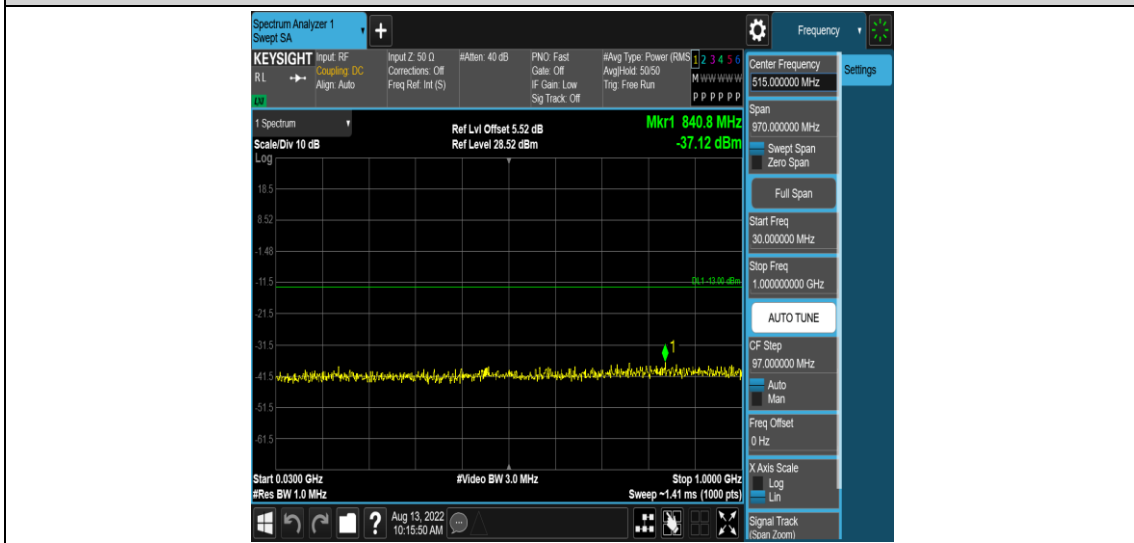 Spectrum Analyzer 1
Swept SA
+
Frequency
KEYSIGHT
RL
Input: RF
Coupling: DC
Align: Auto
Input Z: 50 Ω
Corrections: Off
Freq Ref: Int (S)
#Atten: 40 dB
PNO: Fast
Gate: Off
IF Gain: Low
Sig Track: Off
#Avg Type: Power (RMS
Avg|Hold: 50/50
Trig: Free Run
1 2 3 4 5 6
M W W W W W
P P P P P P
1 Spectrum
Scale/Div 10 dB
Ref Lvl Offset 5.52 dB
Ref Level 28.52 dBm
Mkr1 840.8 MHz
-37.12 dBm
Log
18.5
8.52
-1.48
-11.5
DL1 -13.00 dBm
-21.5
-31.5
1
-41.5
-51.5
-61.5
Start 0.0300 GHz
#Res BW 1.0 MHz
#Video BW 3.0 MHz
Stop 1.0000 GHz
Sweep ~1.41 ms (1000 pts)
Center Frequency
515.000000 MHz
Settings
Span
970.000000 MHz
Swept Span
Zero Span
Full Span
Start Freq
30.000000 MHz
Stop Freq
1.000000000 GHz
AUTO TUNE
CF Step
97.000000 MHz
Auto
Man
Freq Offset
0 Hz
X Axis Scale
Log
Lin
Signal Track
(Span Zoom)
?
Aug 13, 2022
10:15:50 AM